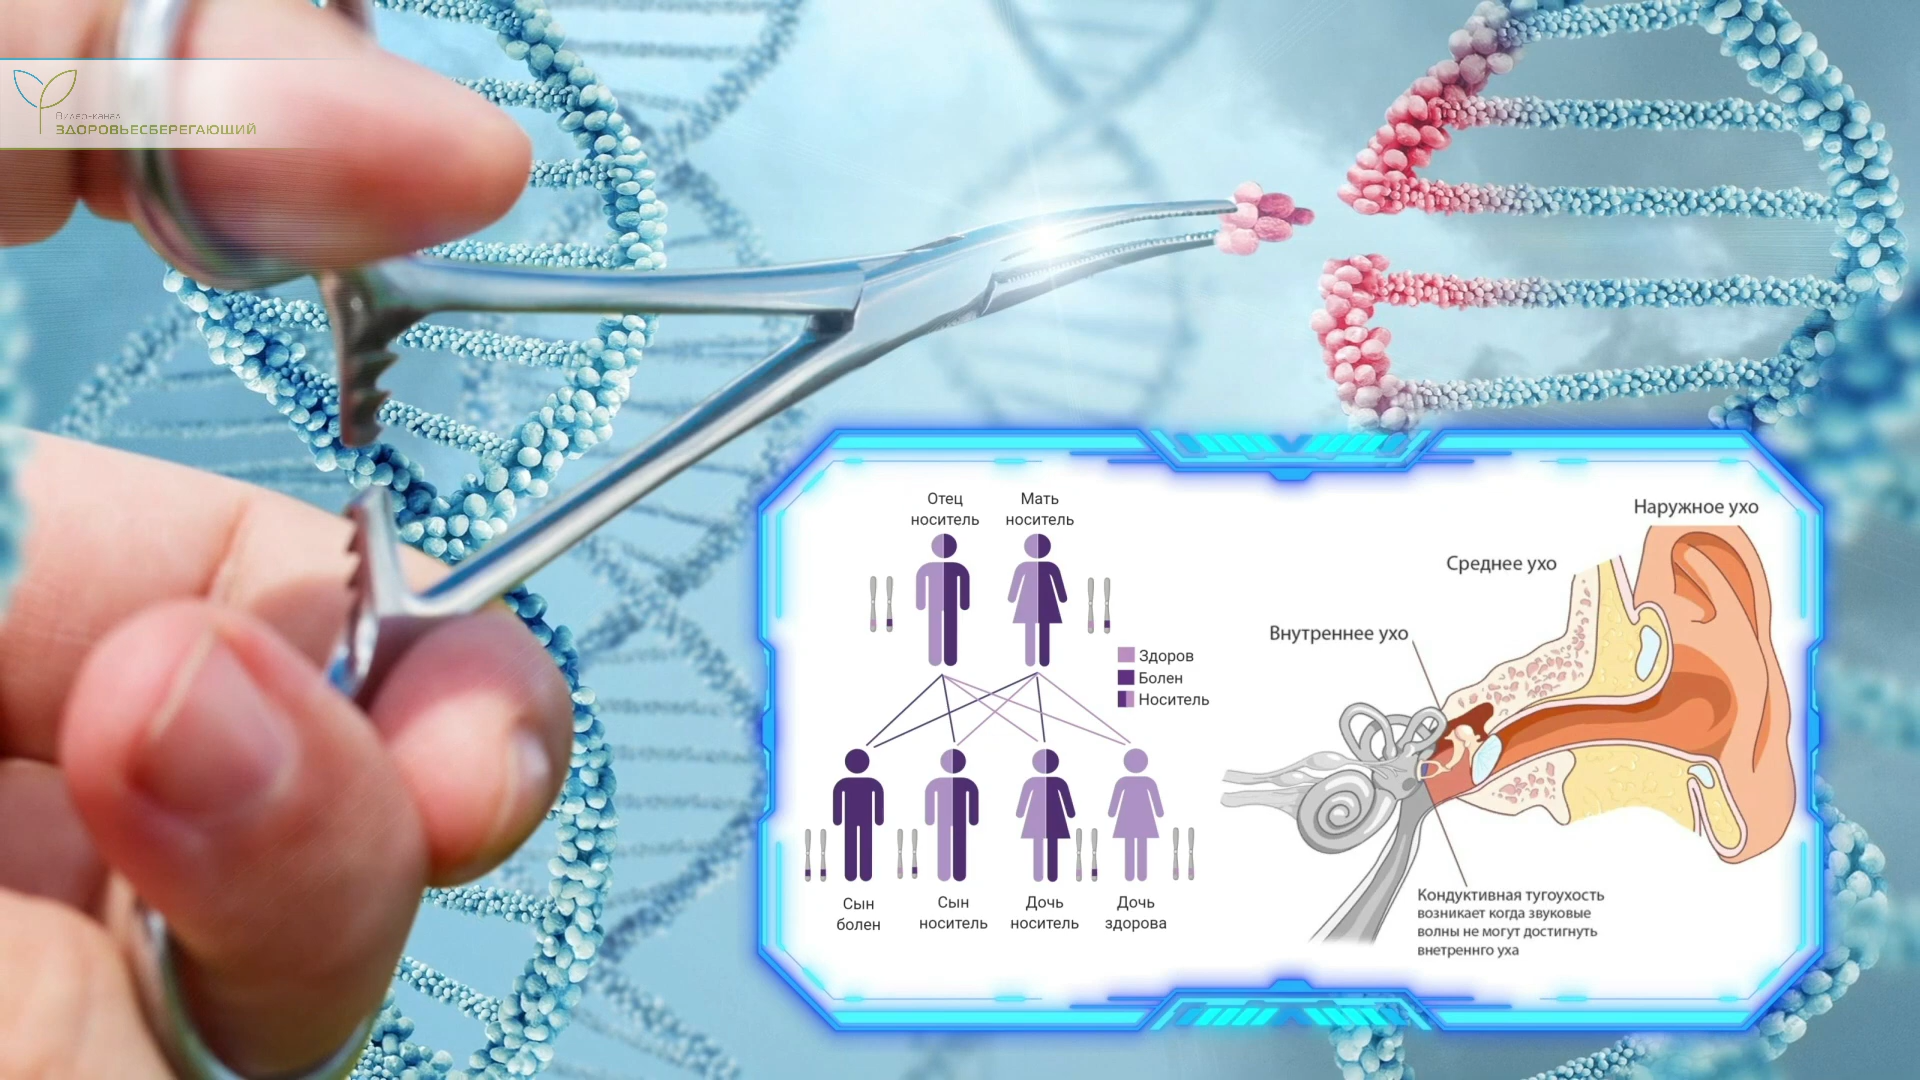 Лидер-канал
ЗДОРОВЬЕСБЕРЕГАЮЩИЙ
Отец
носитель
Мать
носитель
Здоров
Болен
Носитель
Сын
болен
Сын
носитель
Дочь
носитель
Дочь
здорова
Наружное ухо
Среднее ухо
Внутреннее ухо
Кондуктивная тугоухость
возникает когда звуковые
волны не могут достигнуть
внетреннго уха